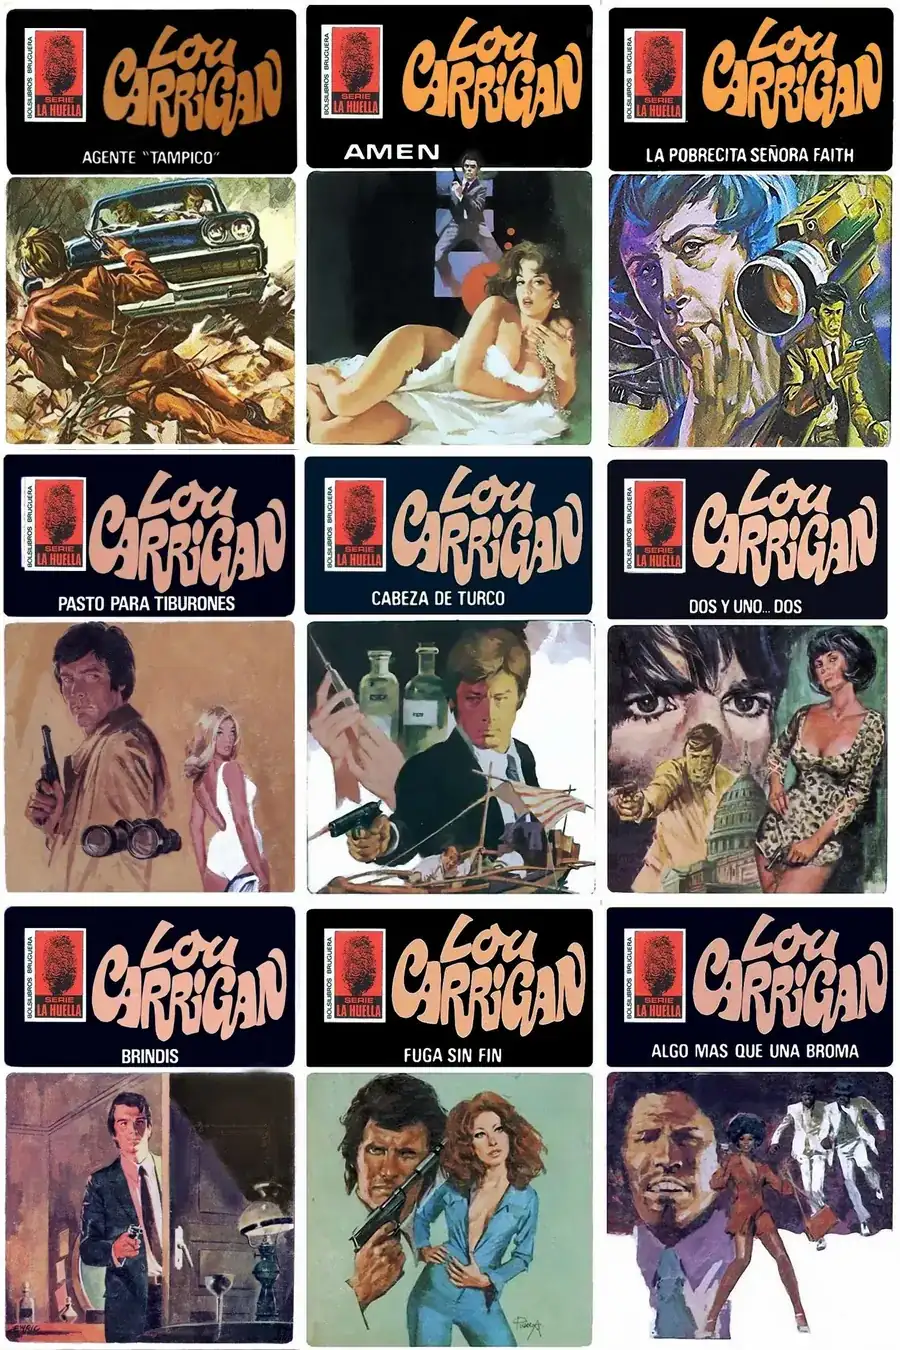 BOLSILIBROS BRUGUERA
SERIE
LA HUELLA
LOU
CARRIGAN
AGENTE "TAMPICO"
BOLSILIBROS BRUGUERA
SERIE
LA HUELLA
LOU
CARRIGAN
AMEN
BOLSILIBROS BRUGUERA
SERIE
LA HUELLA
LOU
CARRIGAN
LA POBRECITA SEÑORA FAITH
BOLSILIBROS BRUGUERA
SERIE
LA HUELLA
LOU
CARRIGAN
PASTO PARA TIBURONES
BOLSILIBROS BRUGUERA
SERIE
LA HUELLA
LOU
CARRIGAN
CABEZA DE TURCO
BOLSILIBROS BRUGUERA
SERIE
LA HUELLA
LOU
CARRIGAN
DOS Y UNO... DOS
BOLSILIBROS BRUGUERA
SERIE
LA HUELLA
LOU
CARRIGAN
BRINDIS
BOLSILIBROS BRUGUERA
SERIE
LA HUELLA
LOU
CARRIGAN
FUGA SIN FIN
BOLSILIBROS BRUGUERA
SERIE
LA HUELLA
LOU
CARRIGAN
ALGO MAS QUE UNA BROMA